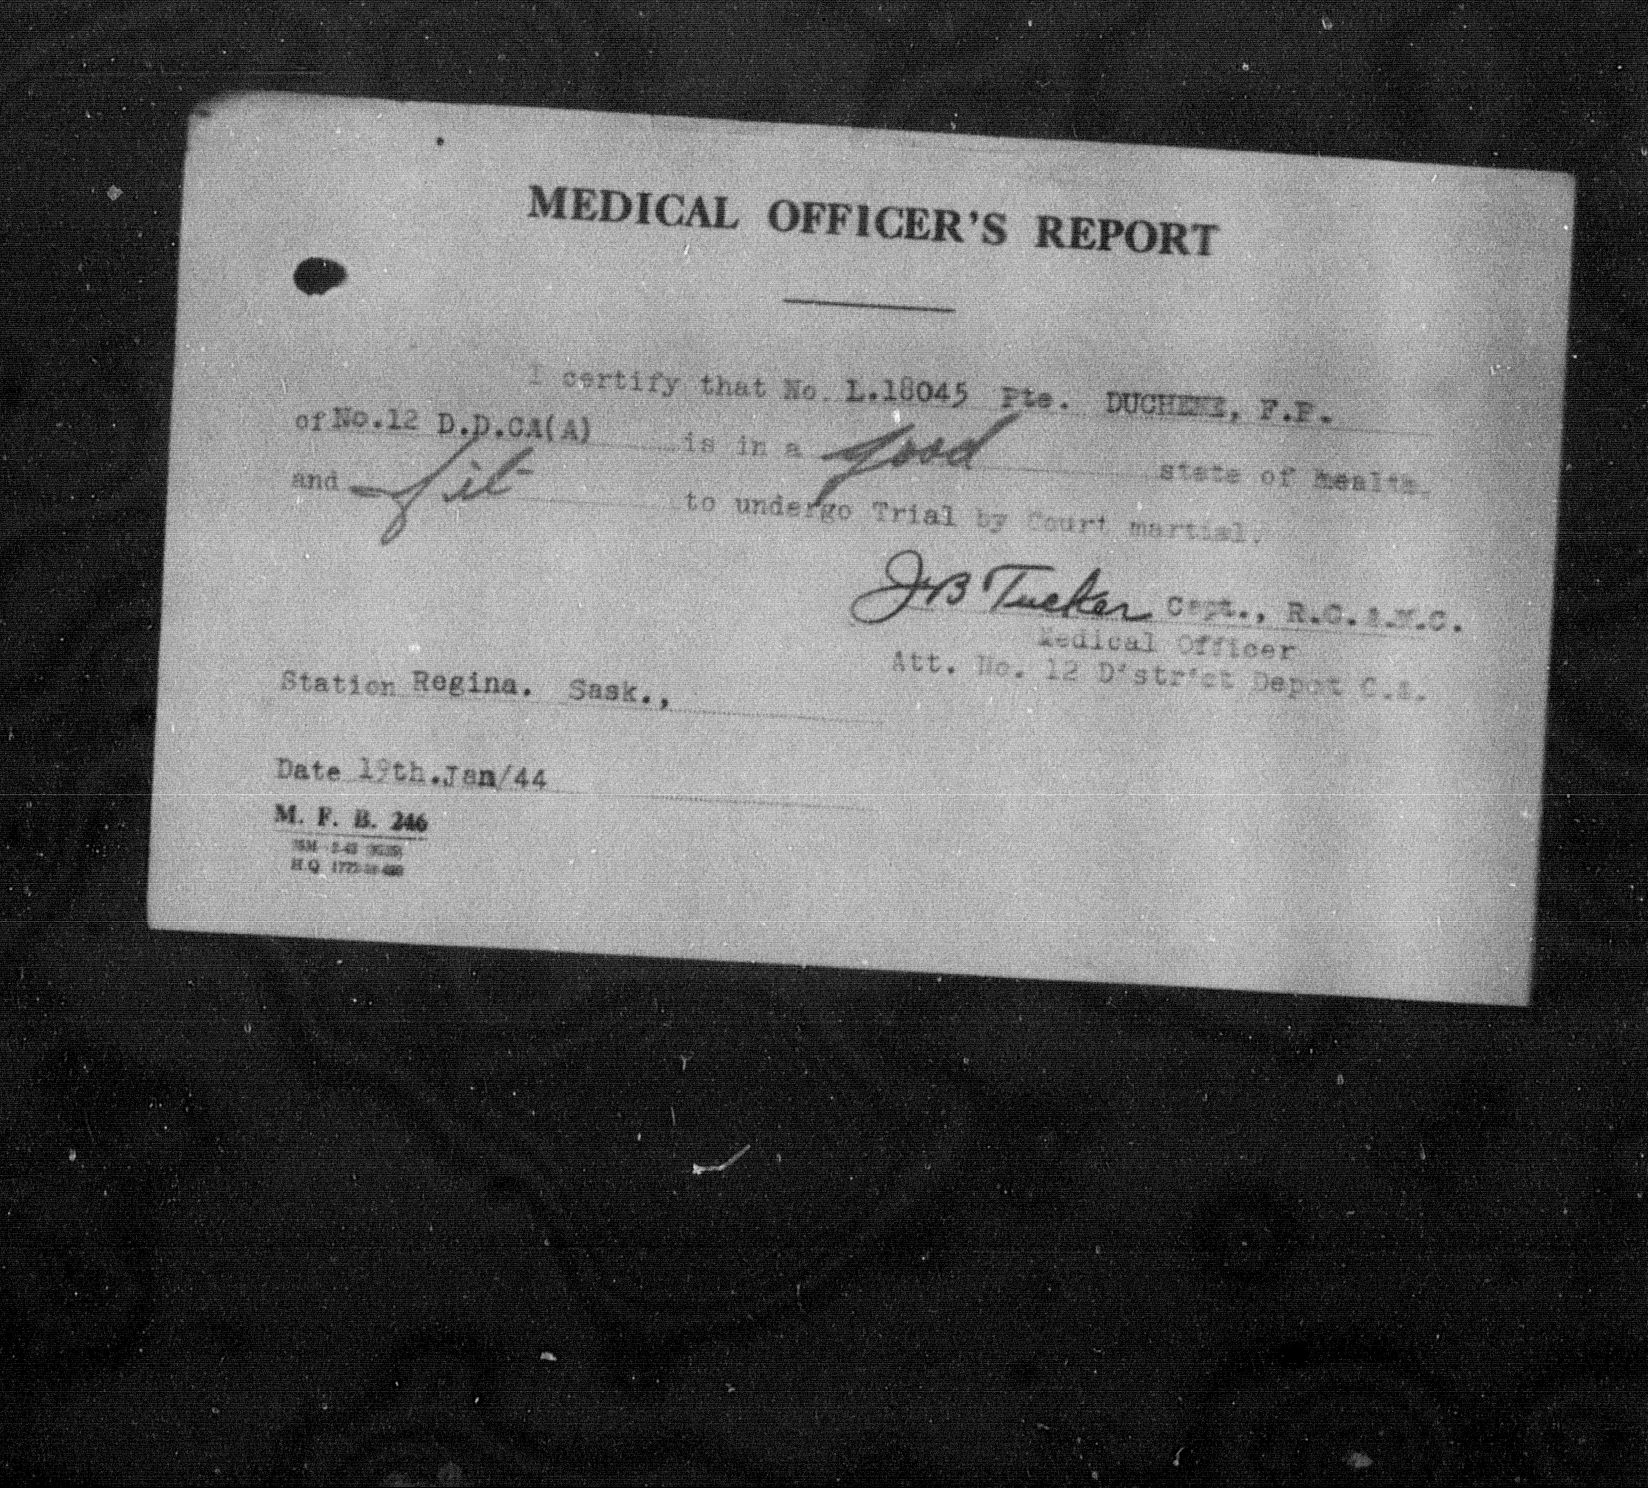 MEDICAL OFFICER'S REPORT
I certify that No. L.18045 Pte. DUCHENE, F.F.
of No.12 D.D.CA(A) is in a good state of health.
and fit to undergo Trial by Court martial.
JB Tucker Capt., R.C.A.M.C.
Medical Officer
Att. No. 12 District Depot C.A.
Station Regina. Sask.,
Date 19th.Jan/44
M. F. B. 246
H.Q.